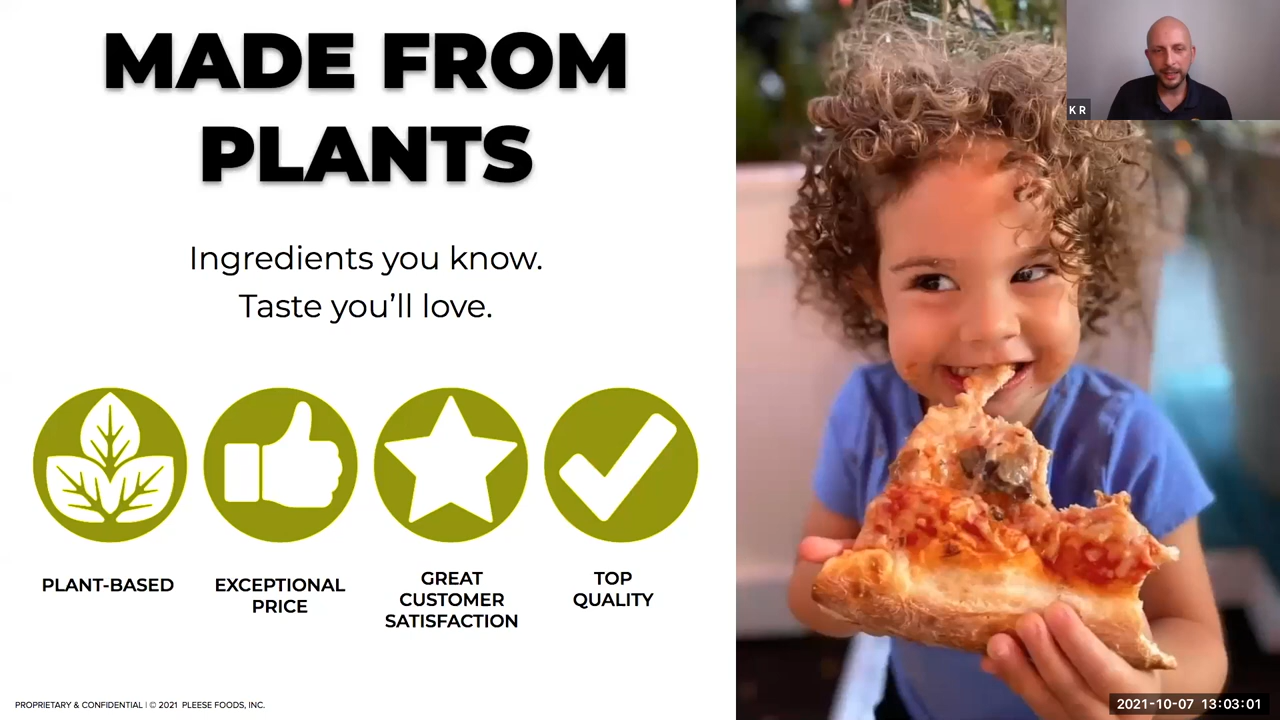 MADE FROM
PLANTS
Ingredients you know.
Taste you’ll love.
PLANT-BASED
EXCEPTIONAL
PRICE
GREAT
CUSTOMER
SATISFACTION
TOP
QUALITY
PROPRIETARY & CONFIDENTIAL | © 2021 PLEESE FOODS, INC.
K R
2021-10-07 13:03:01